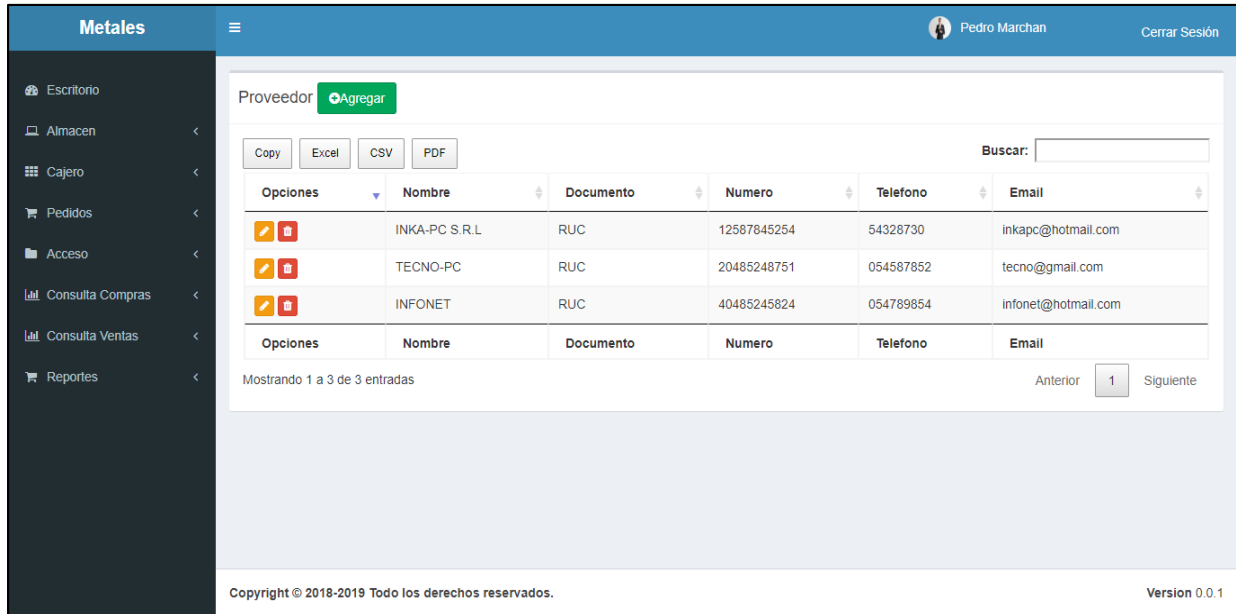 Metales
Pedro Marchan
Cerrar Sesión
Escritorio
Almacen
Cajero
Pedidos
Acceso
Consulta Compras
Consulta Ventas
Reportes
Proveedor Agregar
Copy Excel CSV PDF Buscar:
Opciones Nombre Documento Numero Telefono Email
INKA-PC S.R.L RUC 12587845254 54328730 inkapc@hotmail.com
TECNO-PC RUC 20485248751 054587852 tecno@gmail.com
INFONET RUC 40485245824 054789854 infonet@hotmail.com
Opciones Nombre Documento Numero Telefono Email
Mostrando 1 a 3 de 3 entradas Anterior 1 Siguiente
Copyright © 2018-2019 Todo los derechos reservados. Version 0.0.1